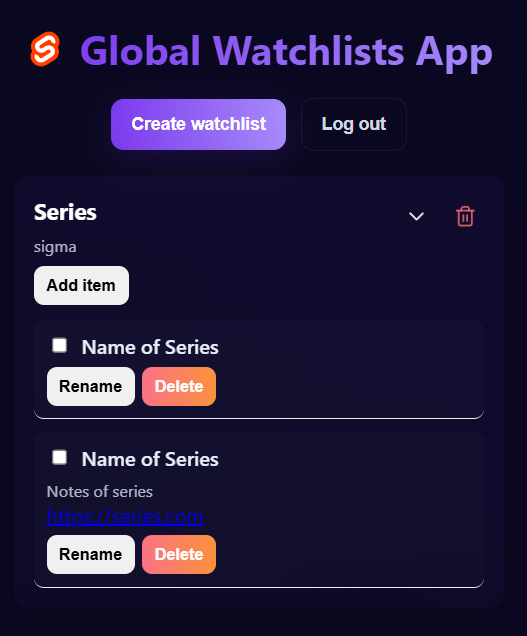 Global Watchlists App
Create watchlist
Log out
Series
sigma
Add item
Name of Series
Rename
Delete
Name of Series
Notes of series
https://series.com
Rename
Delete